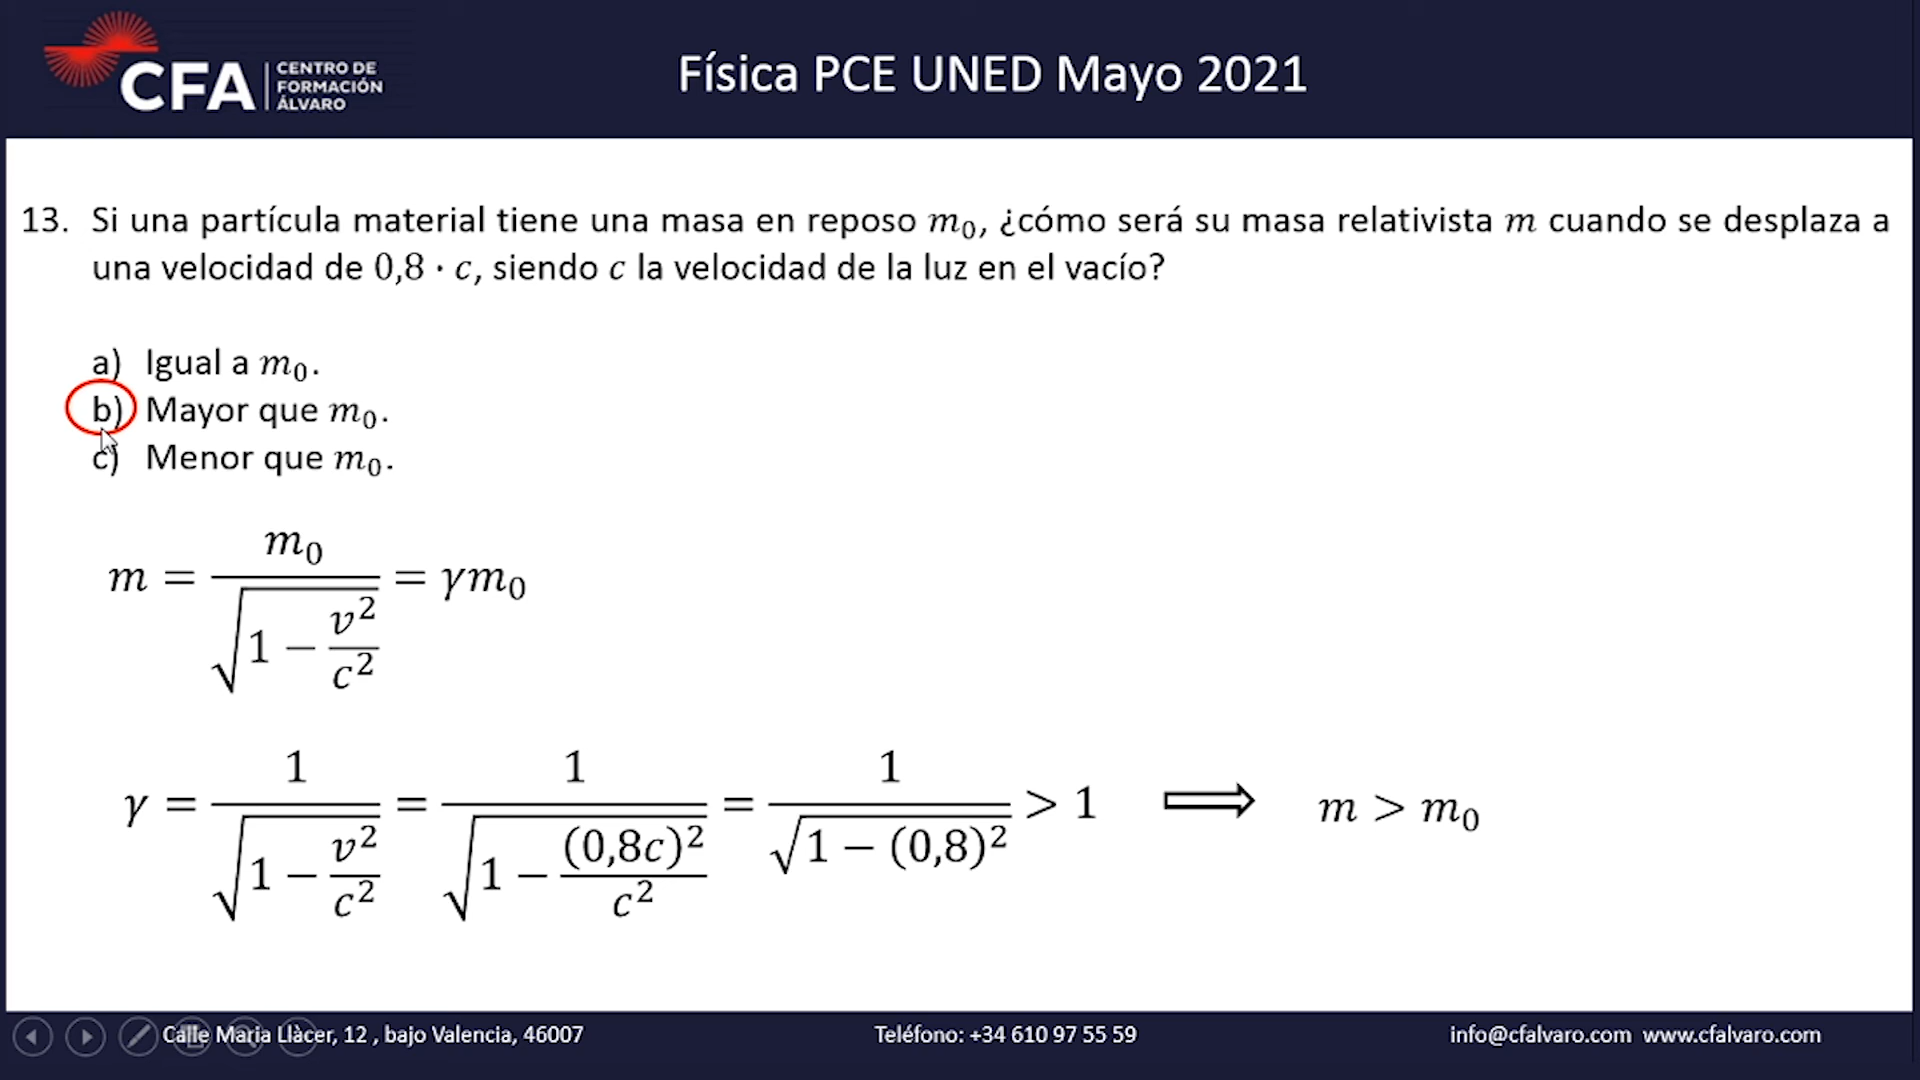 CFA
CENTRO DE
FORMACIÓN
ÁLVARO
Física PCE UNED Mayo 2021
13. Si una partícula material tiene una masa en reposo m₀, ¿cómo será su masa relativista m cuando se desplaza a
una velocidad de 0,8 · c, siendo c la velocidad de la luz en el vacío?
a) Igual a m₀.
b) Mayor que m₀.
c) Menor que m₀.
m = m₀ / √(1 − v²/c²) = γm₀
γ = 1 / √(1 − v²/c²) = 1 / √(1 − (0,8c)²/c²) = 1 / √(1 − (0,8)²) > 1 ⟹ m > m₀
Calle Maria Llàcer, 12 , bajo Valencia, 46007
Teléfono: +34 610 97 55 59
info@cfalvaro.com www.cfalvaro.com